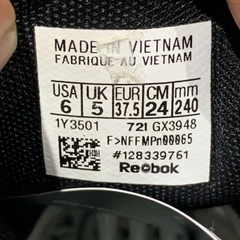 MADE IN VIETNAM
FABRIQUE AU VIETNAM
USA UK EUR CM mm
6 5 37.5 24 240
1Y3501 721 GX3948
F>NFFMPn00065
#128339761
Reebok